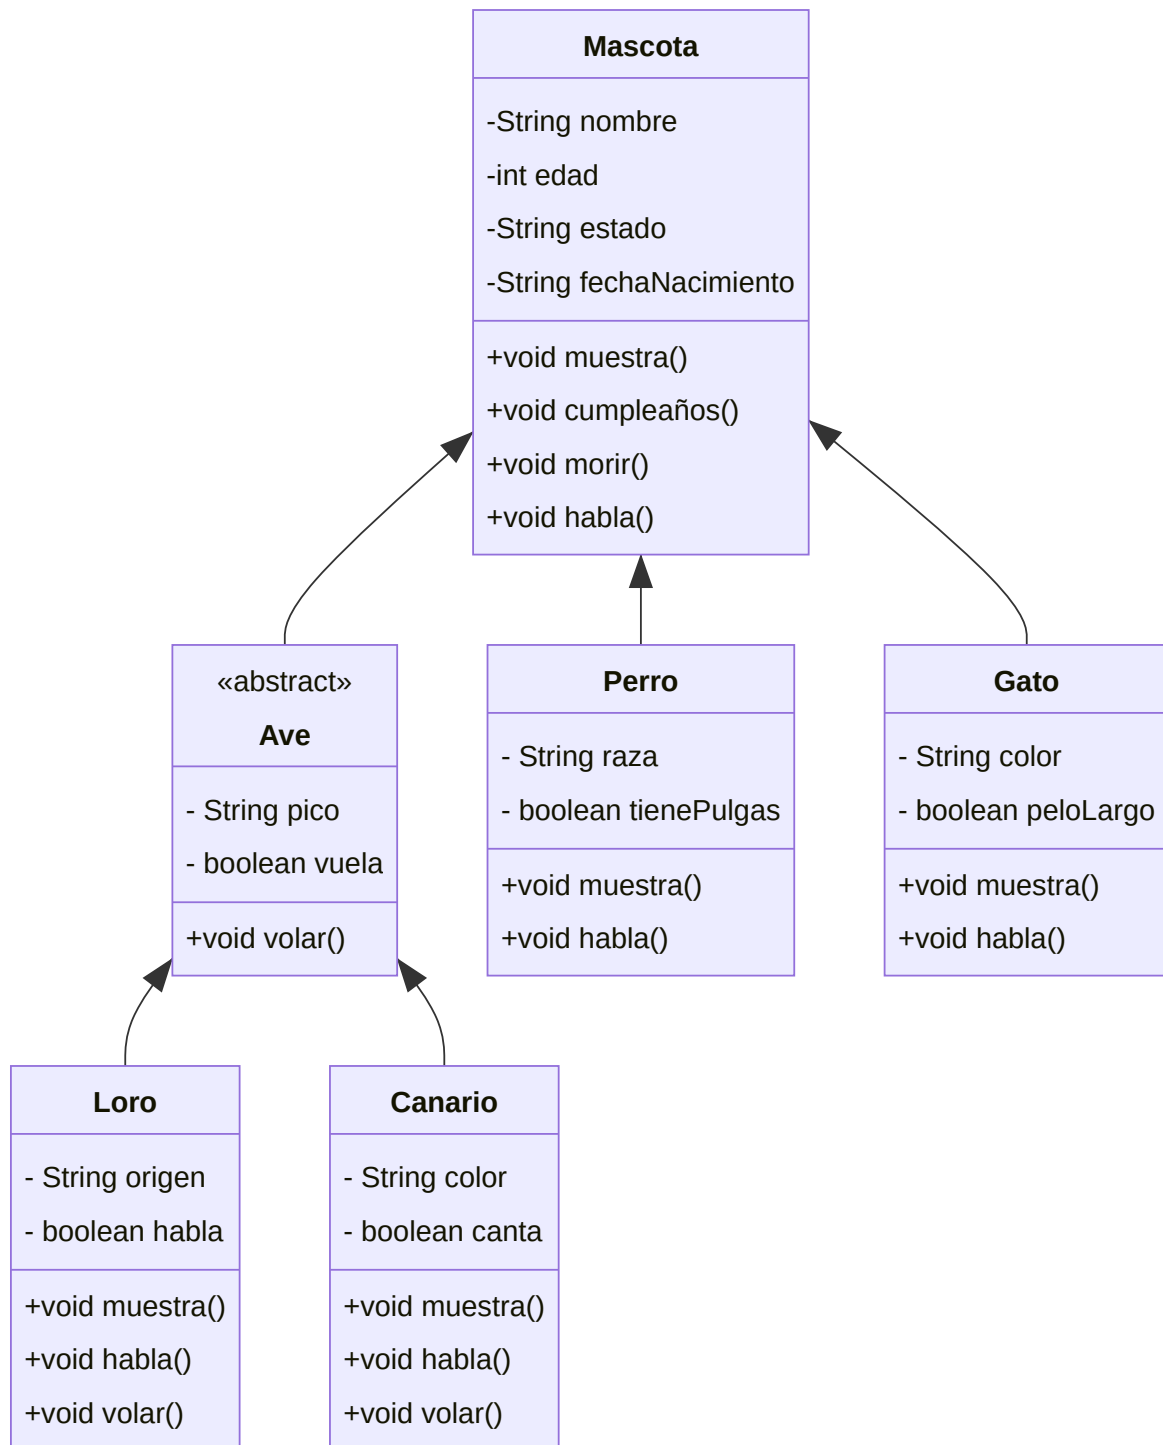 Mascota
-String nombre
-int edad
-String estado
-String fechaNacimiento
+void muestra()
+void cumpleaños()
+void morir()
+void habla()
«abstract»
Ave
- String pico
- boolean vuela
+void volar()
Perro
- String raza
- boolean tienePulgas
+void muestra()
+void habla()
Gato
- String color
- boolean peloLargo
+void muestra()
+void habla()
Loro
- String origen
- boolean habla
+void muestra()
+void habla()
+void volar()
Canario
- String color
- boolean canta
+void muestra()
+void habla()
+void volar()